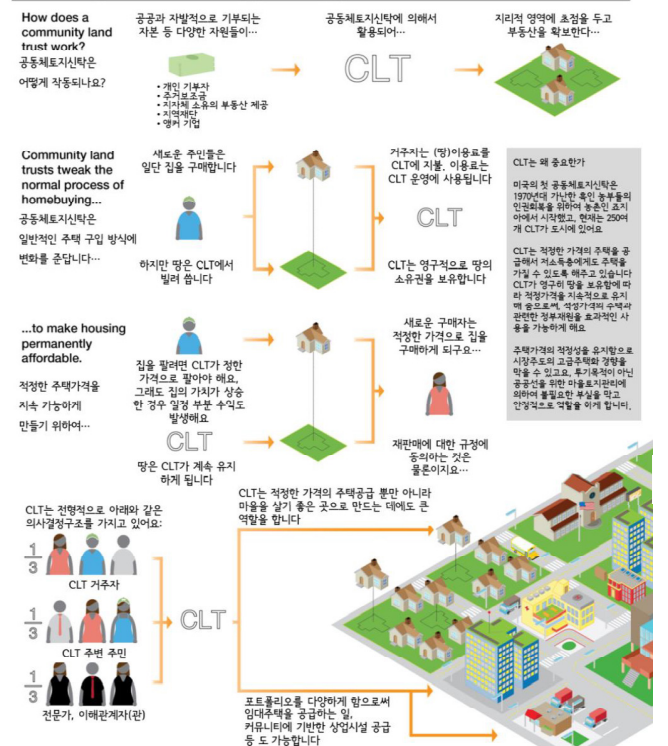 How does a
community land
trust work?
공동체토지신탁은
어떻게 작동되나요?
공공과 자발적으로 기부되는
자본 등 다양한 자원들이…
• 개인 기부자
• 주거보조금
• 지자체 소유의 부동산 제공
• 지역재단
• 앵커 기업
공동체토지신탁에 의해서
활용되어…
CLT
지리적 영역에 초점을 두고
부동산을 확보한다…
Community land
trusts tweak the
normal process of
homebuying...
공동체토지신탁은
일반적인 주택 구입 방식에
변화를 준답니다…
새로운 주민들은
일단 집을 구매합니다
하지만 땅은 CLT에서
빌려 씁니다
거주지는 (땅)이용료를
CLT에 지불, 이용료는
CLT 운영에 사용됩니다
CLT
CLT는 영구적으로 땅의
소유권을 보유합니다
CLT는 왜 중요한가
미국의 첫 공동체토지신탁은
1970년대 가난한 흑인 농부들의
인권회복을 위하여 농촌인 죠지
아에서 시작했고, 현재는 250여
개 CLT가 도시에 있어요
CLT는 적정한 가격의 주택을 공
급해서 저소득층에게도 주택을
가질 수 있도록 해주고 있습니다
CLT가 영구히 땅을 보유함에 따
라 적정가격을 지속적으로 유지
해 줌으로써, 적정가격의 주택과
관련한 정부재원을 효과적인 사
용을 가능하게 해요
주택가격의 적정성을 유지함으로
시장주도의 고급주택화 경향을
막을 수 있고요, 투기목적이 아닌
공공선을 위한 마을토지관리에
의하여 불필요한 부실을 막고
안정적으로 역할을 하게 합니다.
...to make housing
permanently
affordable.
적정한 주택가격을
지속 가능하게
만들기 위하여…
집을 팔려면 CLT가 정한
가격으로 팔아야 해요,
그래도 집의 가치가 상승
한 경우 일정 부분 수익도
발생해요
CLT
땅은 CLT가 계속 유지
하게 됩니다
새로운 구매자는
적정한 가격으로 집을
구매하게 되구요…
재판매에 대한 규정에
동의하는 것은
물론이지요…
CLT는 전형적으로 아래와 같은
의사결정구조를 가지고 있어요:
1/3
CLT 거주자
1/3
CLT 주변 주민
1/3
전문가, 이해관계자(관)
CLT
CLT는 적정한 가격의 주택공급 뿐만 아니라
마을을 살기 좋은 곳으로 만드는 데에도 큰
역할을 합니다
포트폴리오를 다양하게 함으로써
임대주택을 공급하는 일,
커뮤니티에 기반한 상업시설 공급
등 도 가능합니다